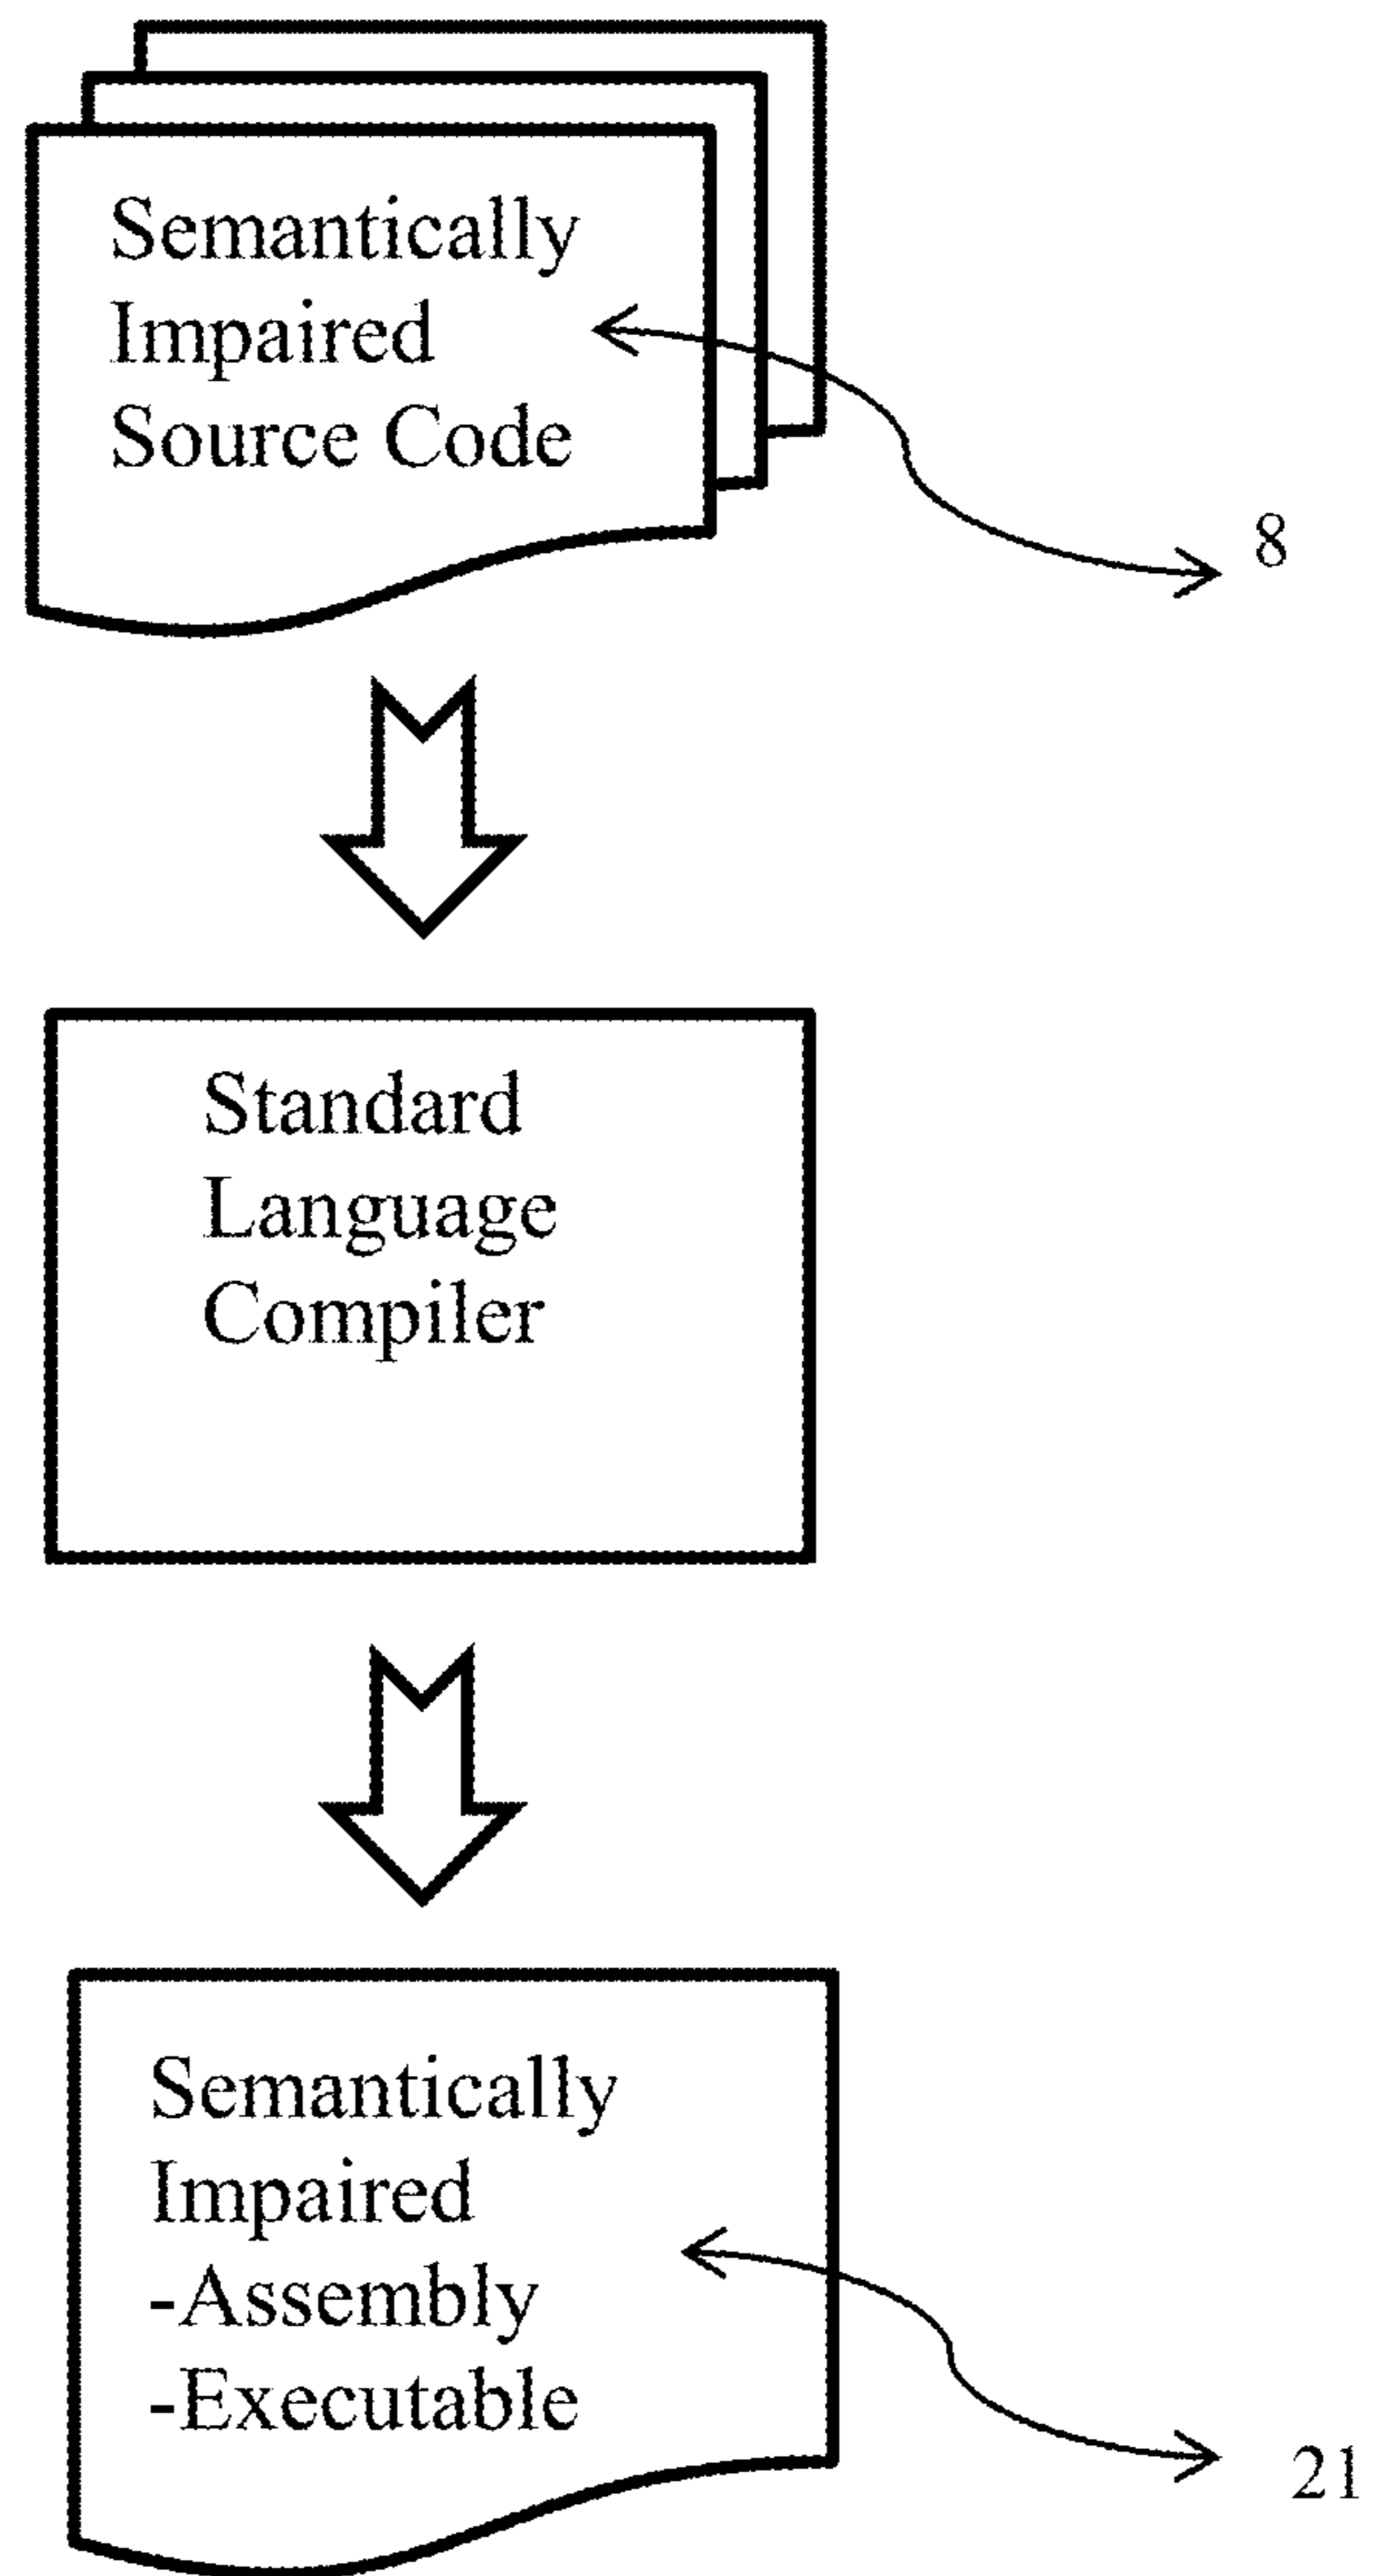 Semantically
Impaired
Source Code
8
Standard
Language
Compiler
Semantically
Impaired
-Assembly
-Executable
21